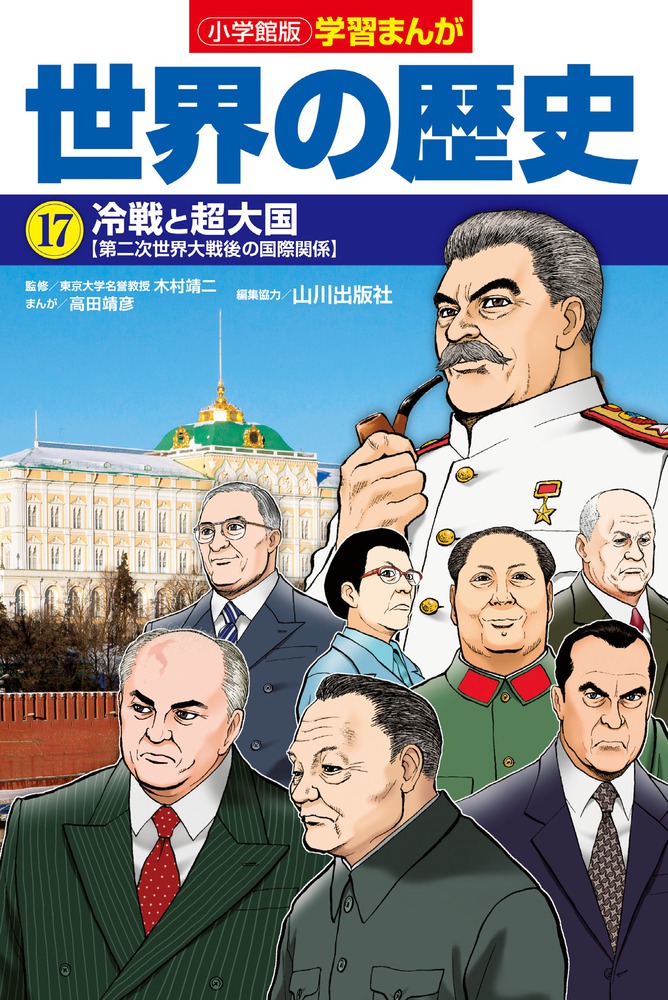 小学館版 学習まんが
世界の歴史
17 冷戦と超大国
【第二次世界大戦後の国際関係】
監修/東京大学名誉教授 木村靖二
まんが/高田靖彦
編集協力/山川出版社